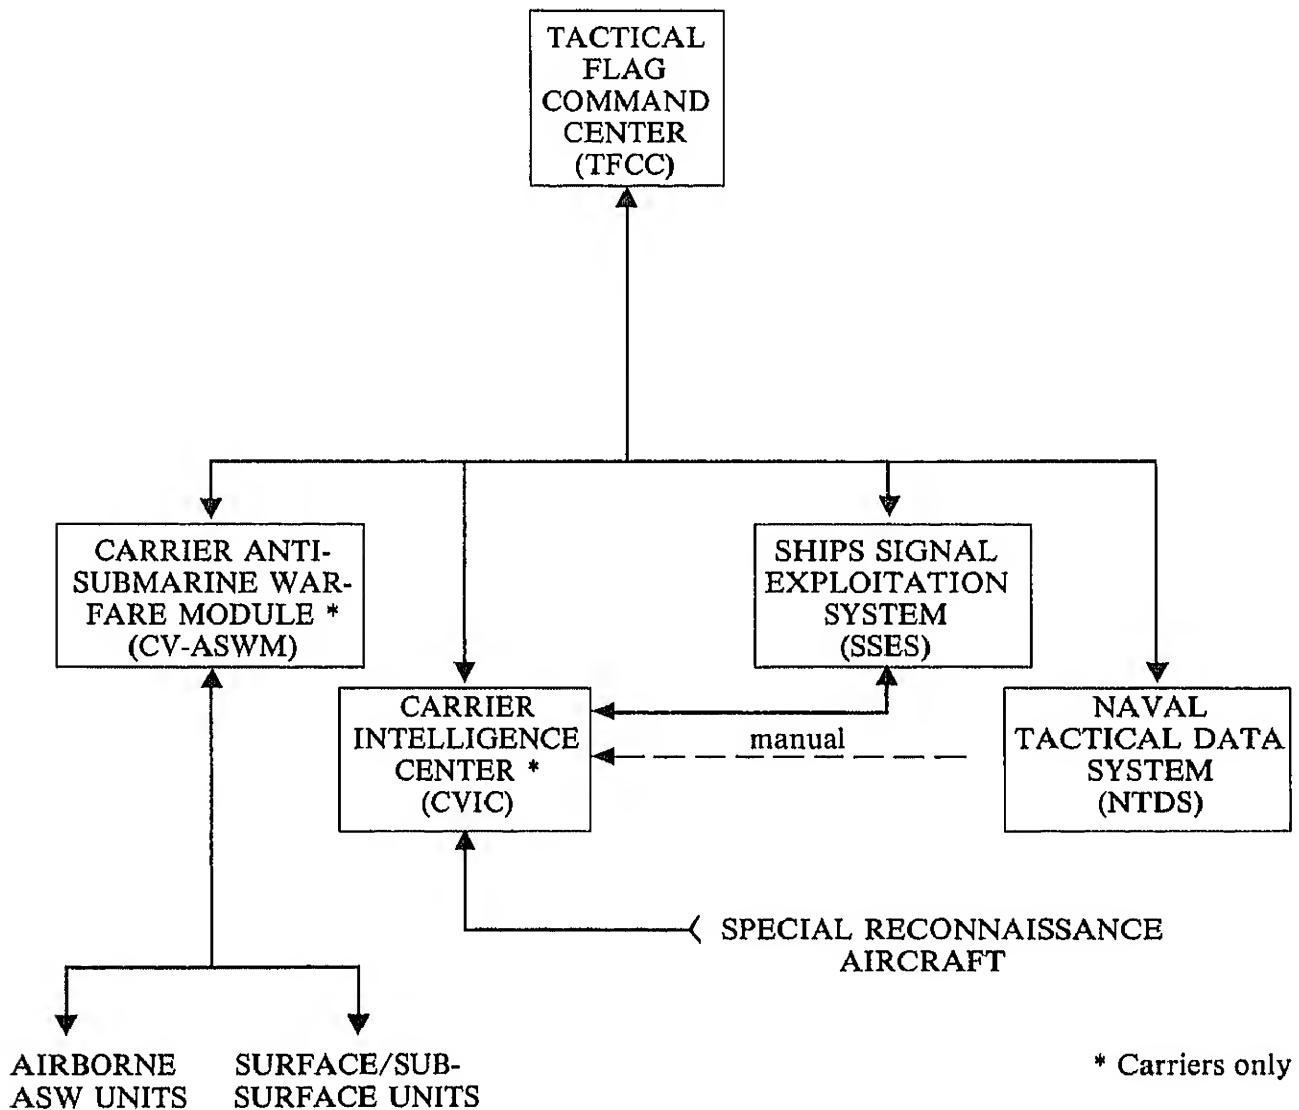 TACTICAL
FLAG
COMMAND
CENTER
(TFCC)
CARRIER ANTI-
SUBMARINE WAR-
FARE MODULE *
(CV-ASWM)
SHIPS SIGNAL
EXPLOITATION
SYSTEM
(SSES)
CARRIER
INTELLIGENCE
CENTER *
(CVIC)
manual
NAVAL
TACTICAL DATA
SYSTEM
(NTDS)
SPECIAL RECONNAISSANCE
AIRCRAFT
AIRBORNE
ASW UNITS
SURFACE/SUB-
SURFACE UNITS
* Carriers only